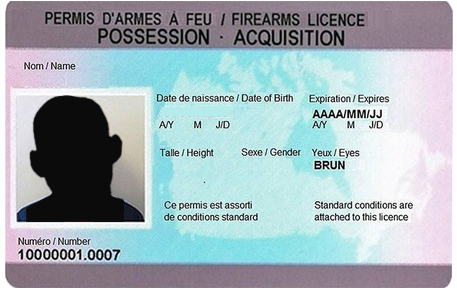 PERMIS D'ARMES À FEU / FIREARMS LICENCE
POSSESSION · ACQUISITION
Nom / Name
Date de naissance / Date of Birth Expiration / Expires
AAAA/MM/JJ
A/Y M J/D A/Y M J/D
Talle / Height Sexe / Gender Yeux / Eyes
BRUN
Ce permis est assorti Standard conditions are
de conditions standard attached to this licence
Numéro / Number
10000001.0007